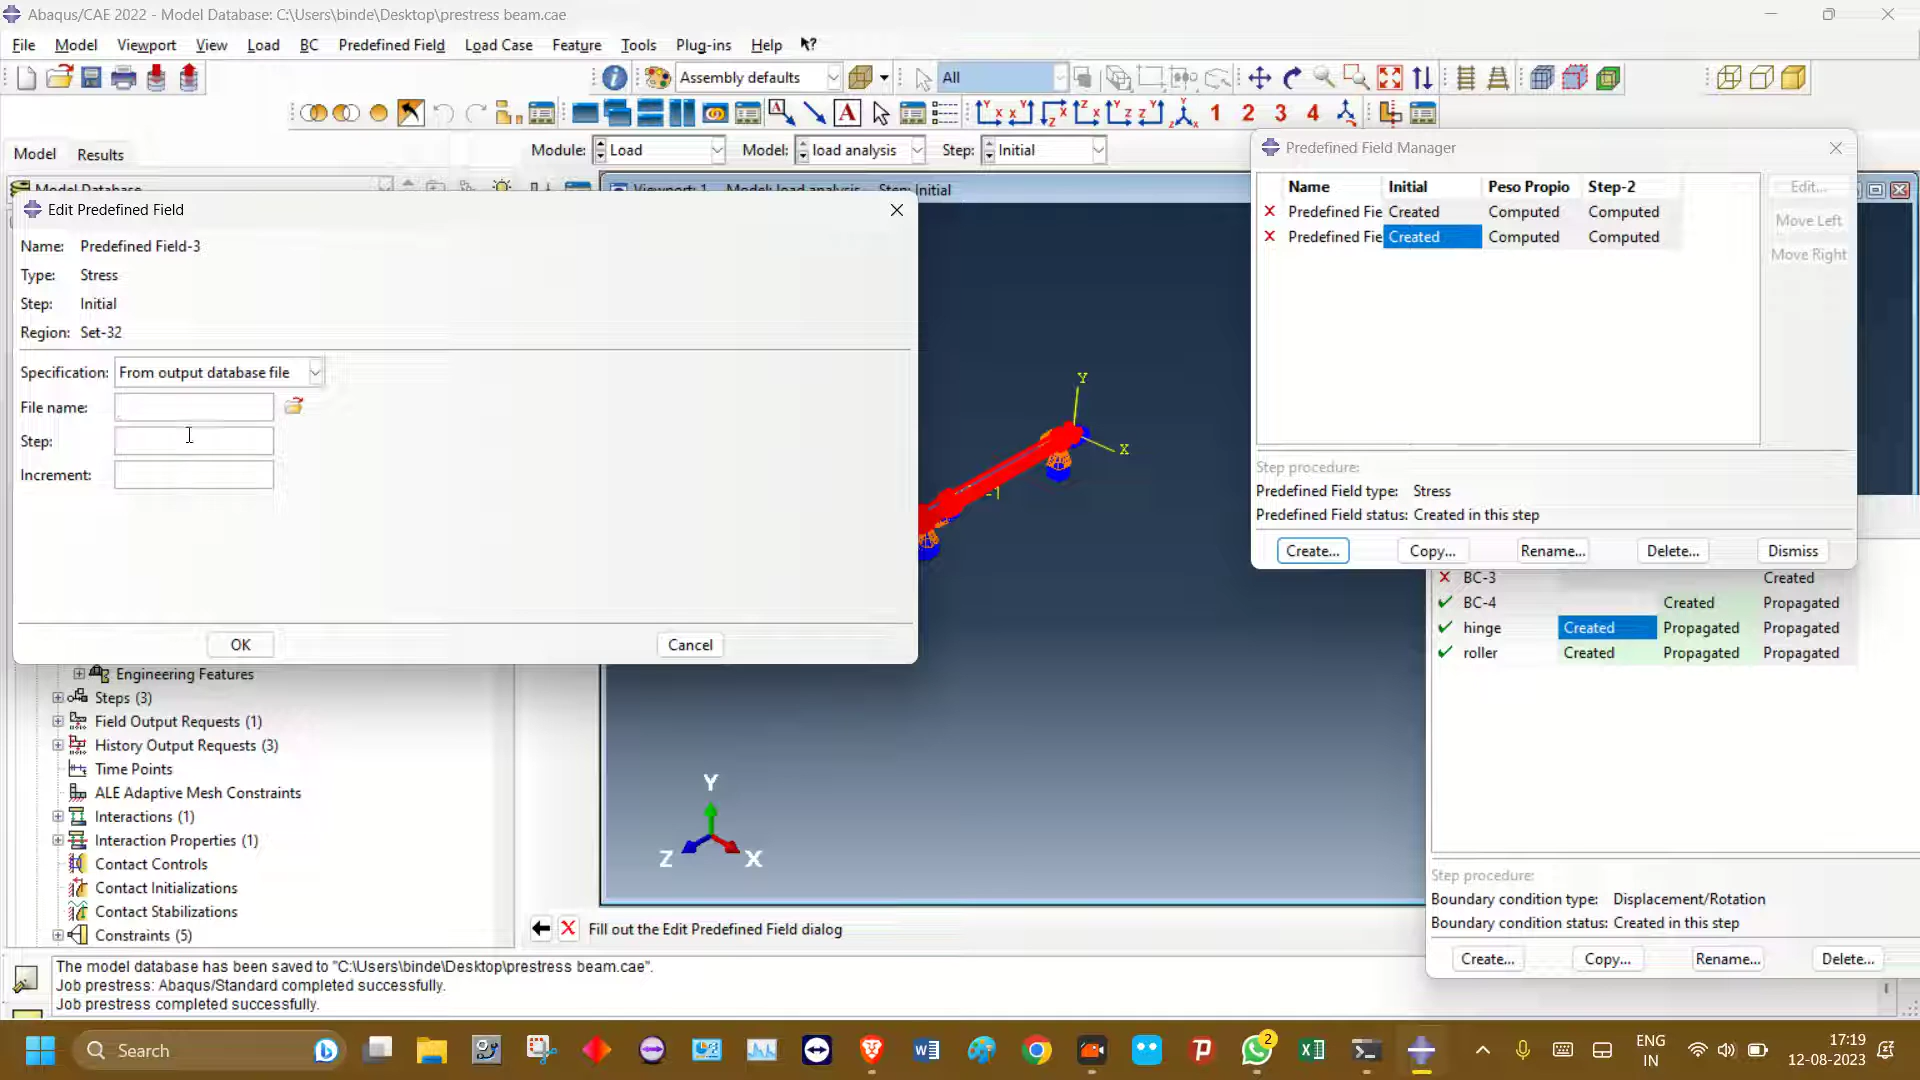 Abaqus/CAE 2022 - Model Database: C:\Users\binde\Desktop\prestress beam.cae
File Model Viewport View Load BC Predefined Field Load Case Feature Tools Plug-ins Help
Assembly defaults All
1 2 3 4
Model Results
Module: Load Model: load analysis Step: Initial
Model Database
Viewport: 1 Model: load analysis Step: Initial
Edit Predefined Field
Name: Predefined Field-3
Type: Stress
Step: Initial
Region: Set-32
Specification: From output database file
File name:
Step:
Increment:
OK Cancel
Predefined Field Manager
Name Initial Peso Propio Step-2
Predefined Fie Created Computed Computed
Predefined Fie Created Computed Computed
Edit...
Move Left
Move Right
Step procedure:
Predefined Field type: Stress
Predefined Field status: Created in this step
Create... Copy... Rename... Delete... Dismiss
BC-3 Created
BC-4 Created Propagated
hinge Created Propagated Propagated
roller Created Propagated Propagated
Step procedure:
Boundary condition type: Displacement/Rotation
Boundary condition status: Created in this step
Create... Copy... Rename... Delete...
Y
X
-1
Y
Z X
Engineering Features
Steps (3)
Field Output Requests (1)
History Output Requests (3)
Time Points
ALE Adaptive Mesh Constraints
Interactions (1)
Interaction Properties (1)
Contact Controls
Contact Initializations
Contact Stabilizations
Constraints (5)
Fill out the Edit Predefined Field dialog
The model database has been saved to "C:\Users\binde\Desktop\prestress beam.cae".
Job prestress: Abaqus/Standard completed successfully.
Job prestress completed successfully.
Search
2
ENG
IN
17:19
12-08-2023